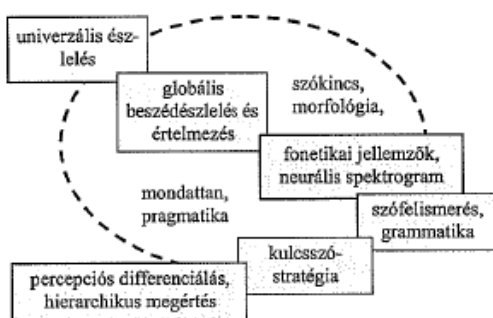 univerzális ész-
lelés
globális
beszédészlelés és
értelmezés
szókincs,
morfológia,
fonetikai jellemzők,
neurális spektrogram
mondattan,
pragmatika
szófelismerés,
grammatika
kulcsszó-
stratégia
percepciós differenciálás,
hierarchikus megértés